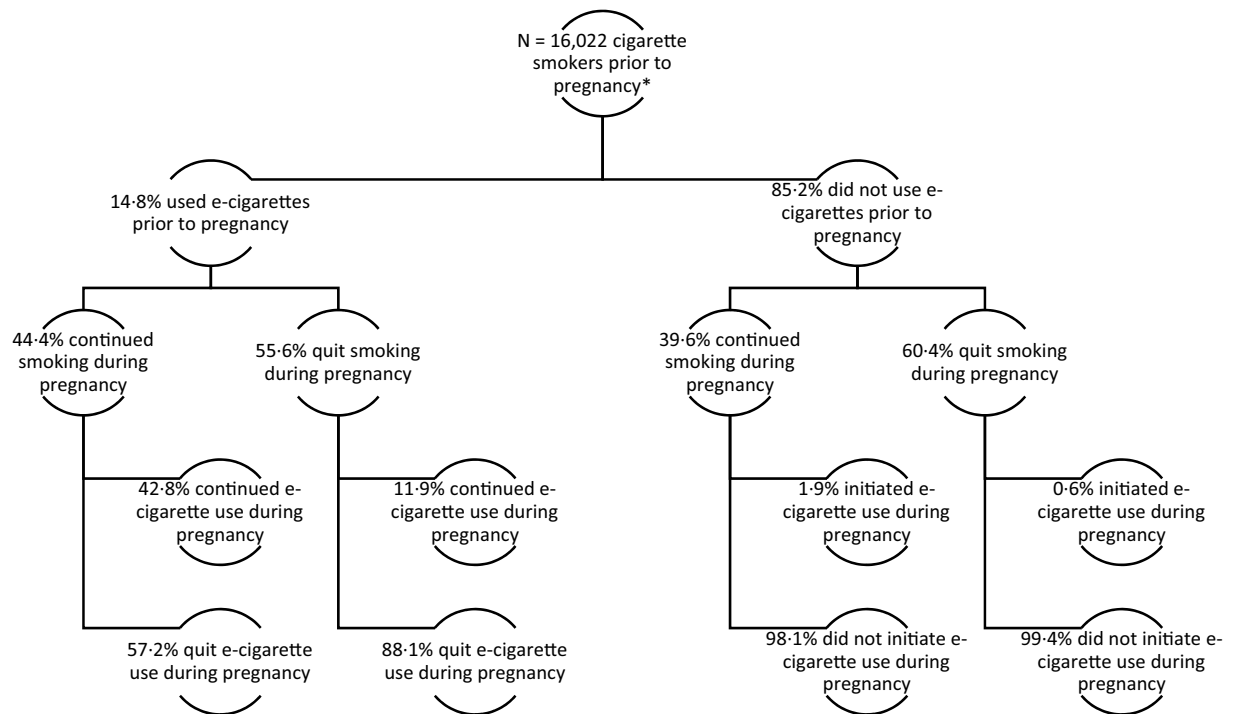 N = 16,022 cigarette
smokers prior to
pregnancy*
14·8% used e-cigarettes
prior to pregnancy
85·2% did not use e-
cigarettes prior to
pregnancy
44·4% continued
smoking during
pregnancy
55·6% quit smoking
during pregnancy
39·6% continued
smoking during
pregnancy
60·4% quit smoking
during pregnancy
42·8% continued e-
cigarette use during
pregnancy
11·9% continued e-
cigarette use during
pregnancy
1·9% initiated e-
cigarette use during
pregnancy
0·6% initiated e-
cigarette use during
pregnancy
57·2% quit e-cigarette
use during pregnancy
88·1% quit e-cigarette
use during pregnancy
98·1% did not initiate e-
cigarette use during
pregnancy
99·4% did not initiate e-
cigarette use during
pregnancy